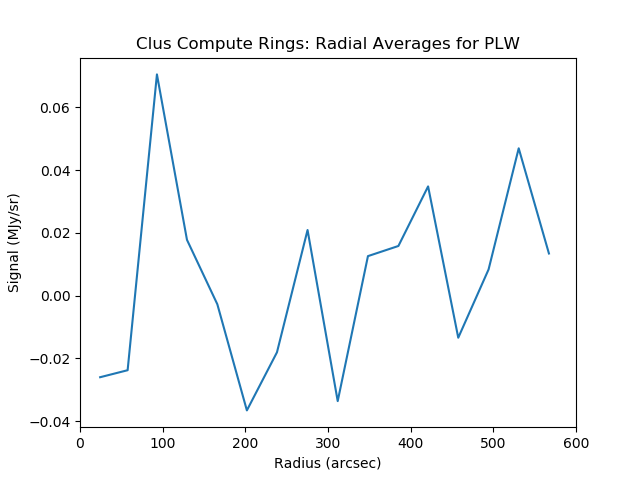 Clus Compute Rings: Radial Averages for PLW
Signal (MJy/sr)
0.06
0.04
0.02
0.00
−0.02
−0.04
0 100 200 300 400 500 600
Radius (arcsec)